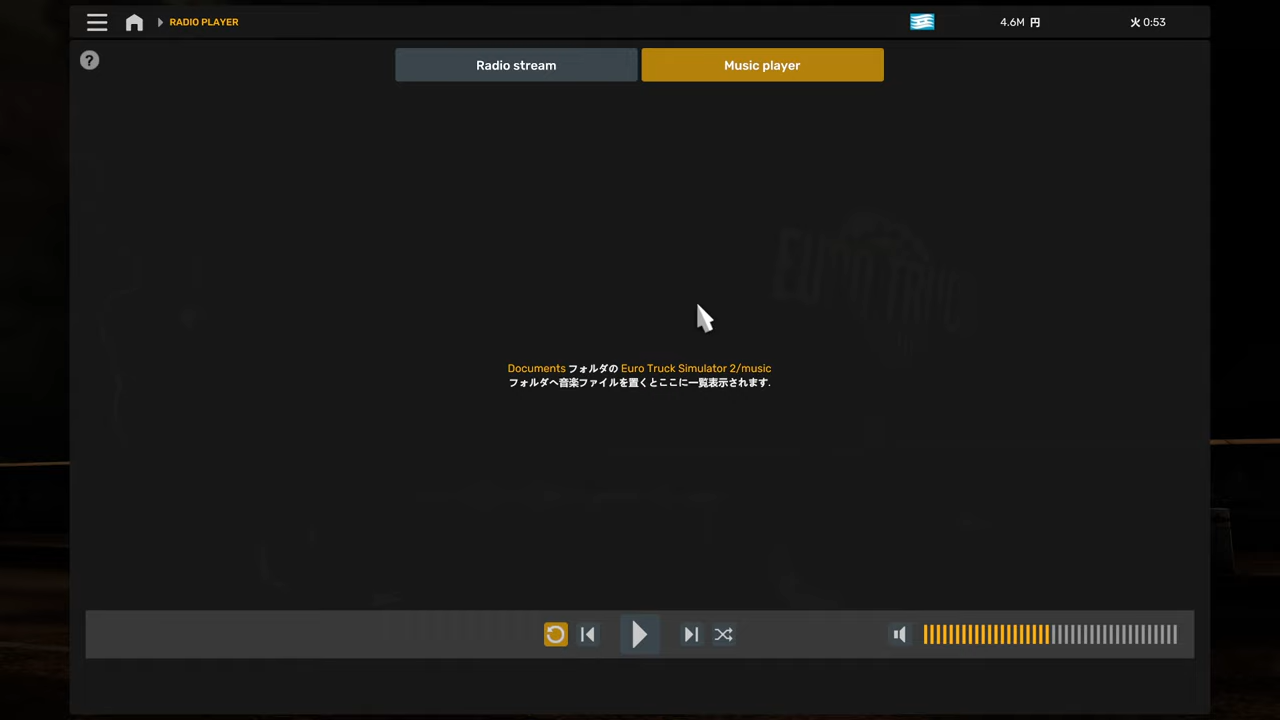 RADIO PLAYER
4.6M 円
火 0:53
?
Radio stream
Music player
EURO TRUCK
Documents フォルダの Euro Truck Simulator 2/music
フォルダへ音楽ファイルを置くとここに一覧表示されます.